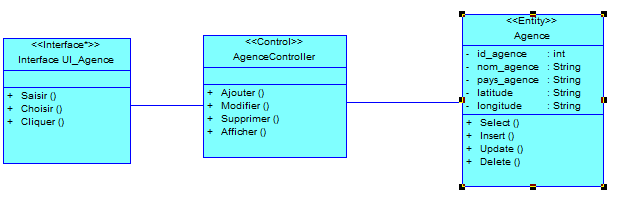 <<Interface*>>
Interface UI_Agence
+ Saisir ()
+ Choisir ()
+ Cliquer ()
<<Control>>
AgenceController
+ Ajouter ()
+ Modifier ()
+ Supprimer ()
+ Afficher ()
<<Entity>>
Agence
- id_agence : int
- nom_agence : String
- pays_agence : String
- latitude : String
- longitude : String
+ Select ()
+ Insert ()
+ Update ()
+ Delete ()